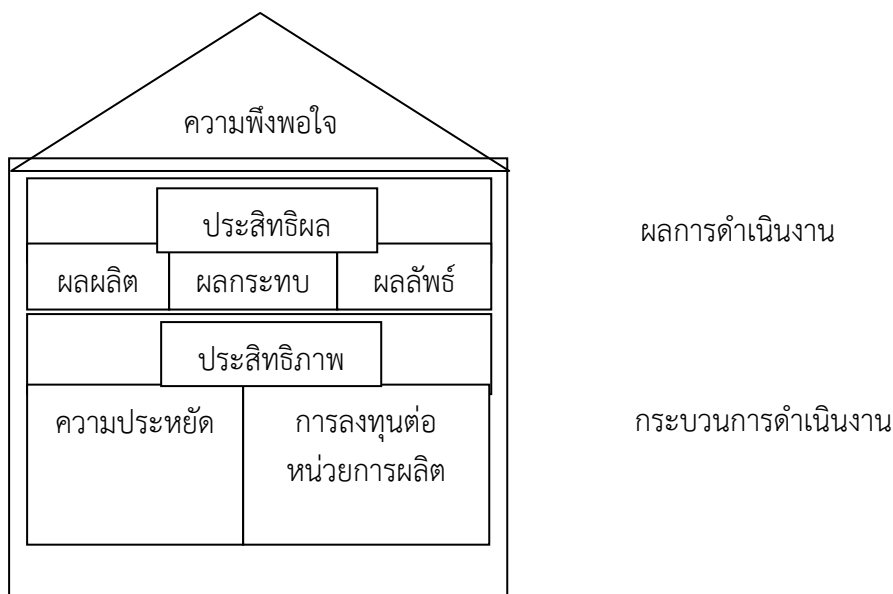 ความพึงพอใจ
ประสิทธิผล
ผลการดำเนินงาน
ผลผลิต
ผลกระทบ
ผลลัพธ์
ประสิทธิภาพ
ความประหยัด
การลงทุนต่อ
หน่วยการผลิต
กระบวนการดำเนินงาน